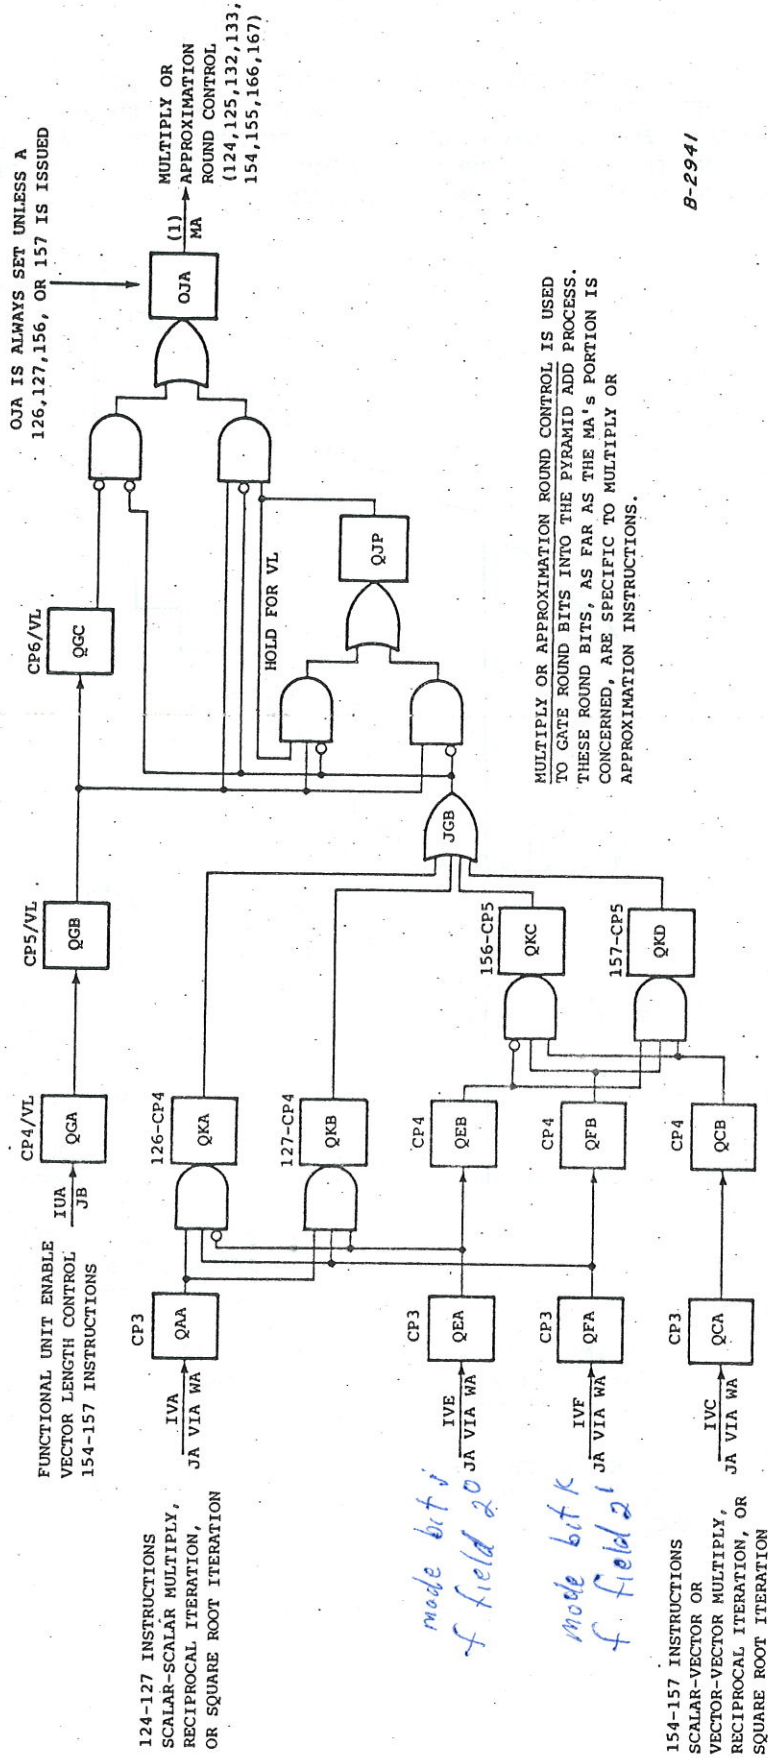 OJA IS ALWAYS SET UNLESS A
126,127,156, OR 157 IS ISSUED
FUNCTIONAL UNIT ENABLE
VECTOR LENGTH CONTROL
154-157 INSTRUCTIONS
IUA
JB
CP4/VL
QGA
CP5/VL
QGB
CP6/VL
QGC
OJA
(1)
MA
MULTIPLY OR
APPROXIMATION
ROUND CONTROL
(124,125,132,133,
154,155,166,167)
124-127 INSTRUCTIONS
SCALAR-SCALAR MULTIPLY,
RECIPROCAL ITERATION,
OR SQUARE ROOT ITERATION
IVA
JA VIA WA
CP3
QAA
126-CP4
QKA
127-CP4
QKB
HOLD FOR VL
QJP
JGB
mode bit j
f field 2⁰
IVE
JA VIA WA
CP3
QEA
CP4
QEB
156-CP5
QKC
mode bit K
f field 2¹
IVF
JA VIA WA
CP3
QFA
CP4
QFB
157-CP5
QKD
154-157 INSTRUCTIONS
SCALAR-VECTOR OR
VECTOR-VECTOR MULTIPLY,
RECIPROCAL ITERATION, OR
SQUARE ROOT ITERATION
IVC
JA VIA WA
CP3
QCA
CP4
QCB
MULTIPLY OR APPROXIMATION ROUND CONTROL IS USED
TO GATE ROUND BITS INTO THE PYRAMID ADD PROCESS.
THESE ROUND BITS, AS FAR AS THE MA's PORTION IS
CONCERNED, ARE SPECIFIC TO MULTIPLY OR
APPROXIMATION INSTRUCTIONS.
B-2941